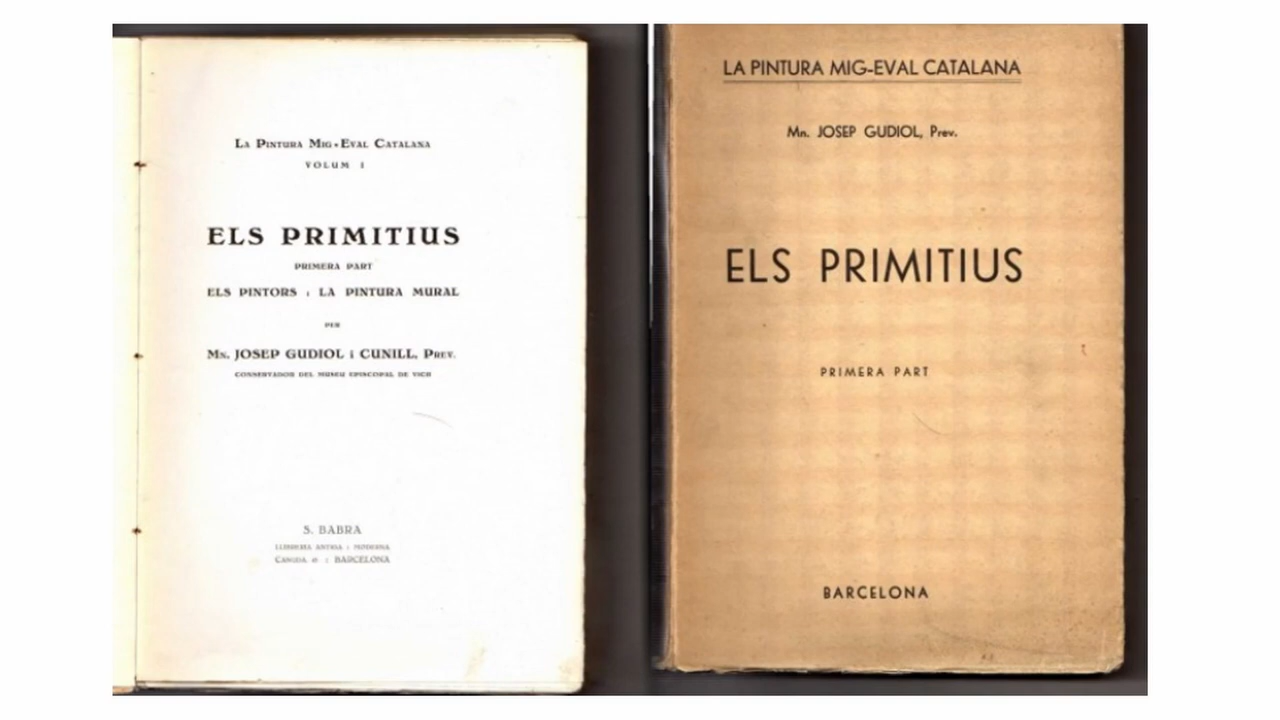 La Pintura Mig-Eval Catalana
VOLUM I
ELS PRIMITIUS
PRIMERA PART
ELS PINTORS i LA PINTURA MURAL
PER
Mn. JOSEP GUDIOL i CUNILL, Prev.
CONSERVADOR DEL MUSEU EPISCOPAL DE VICH
S. BABRA
LLIBRERIA ANTIGA i MODERNA
Canuda, : BARCELONA
LA PINTURA MIG-EVAL CATALANA
Mn. JOSEP GUDIOL, Prev.
ELS PRIMITIUS
PRIMERA PART
BARCELONA